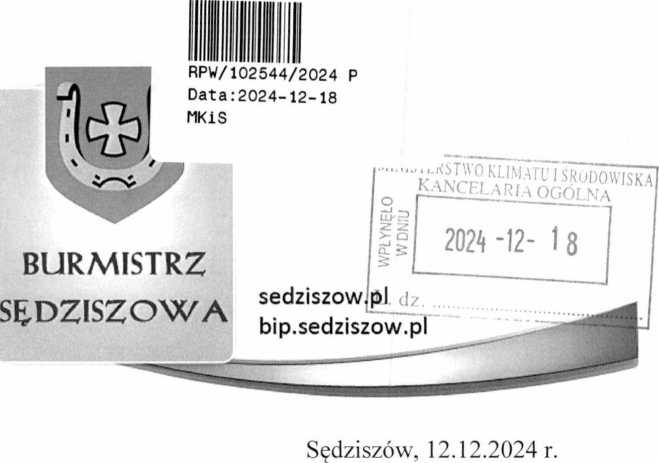 RPW/102544/2024 P
Data:2024-12-18
MKiS
MINISTERSTWO KLIMATU I ŚRODOWISKA
KANCELARIA OGÓLNA
WPŁYNĘŁO
W DNIU
2024 -12- 18
dz.
BURMISTRZ
SĘDZISZOWA
sedziszow.pl
bip.sedziszow.pl
Sędziszów, 12.12.2024 r.